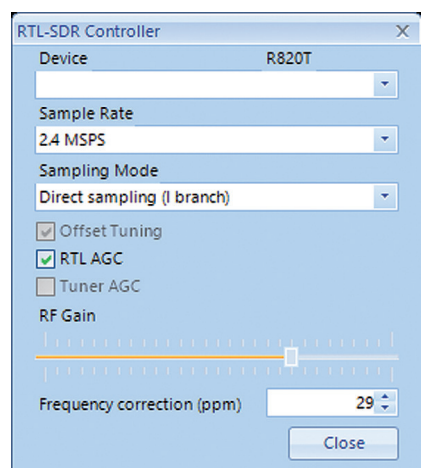 RTL-SDR Controller X
Device R820T
Sample Rate
2.4 MSPS
Sampling Mode
Direct sampling (I branch)
Offset Tuning
RTL AGC
Tuner AGC
RF Gain
Frequency correction (ppm) 29
Close